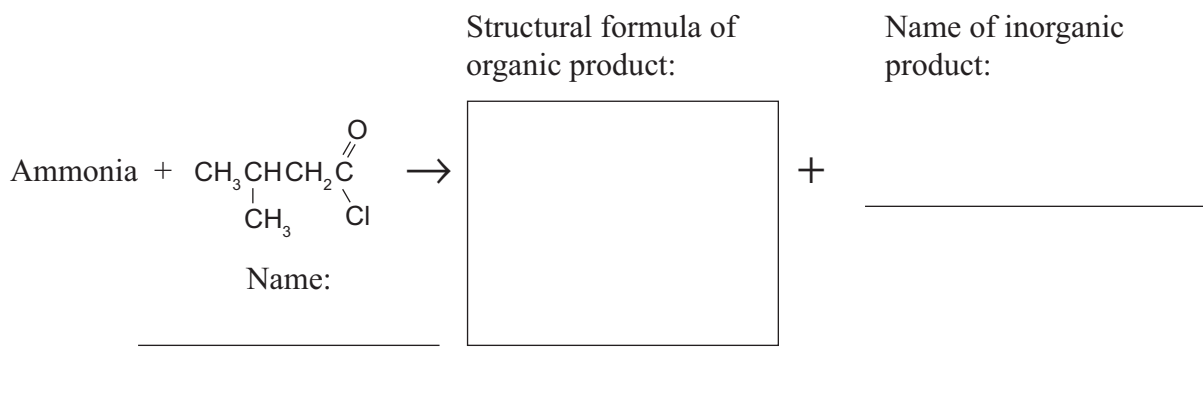 Structural formula of
organic product:
Name of inorganic
product:
Ammonia + CH₃CHCH₂C → +
O
Cl
CH₃
Name: